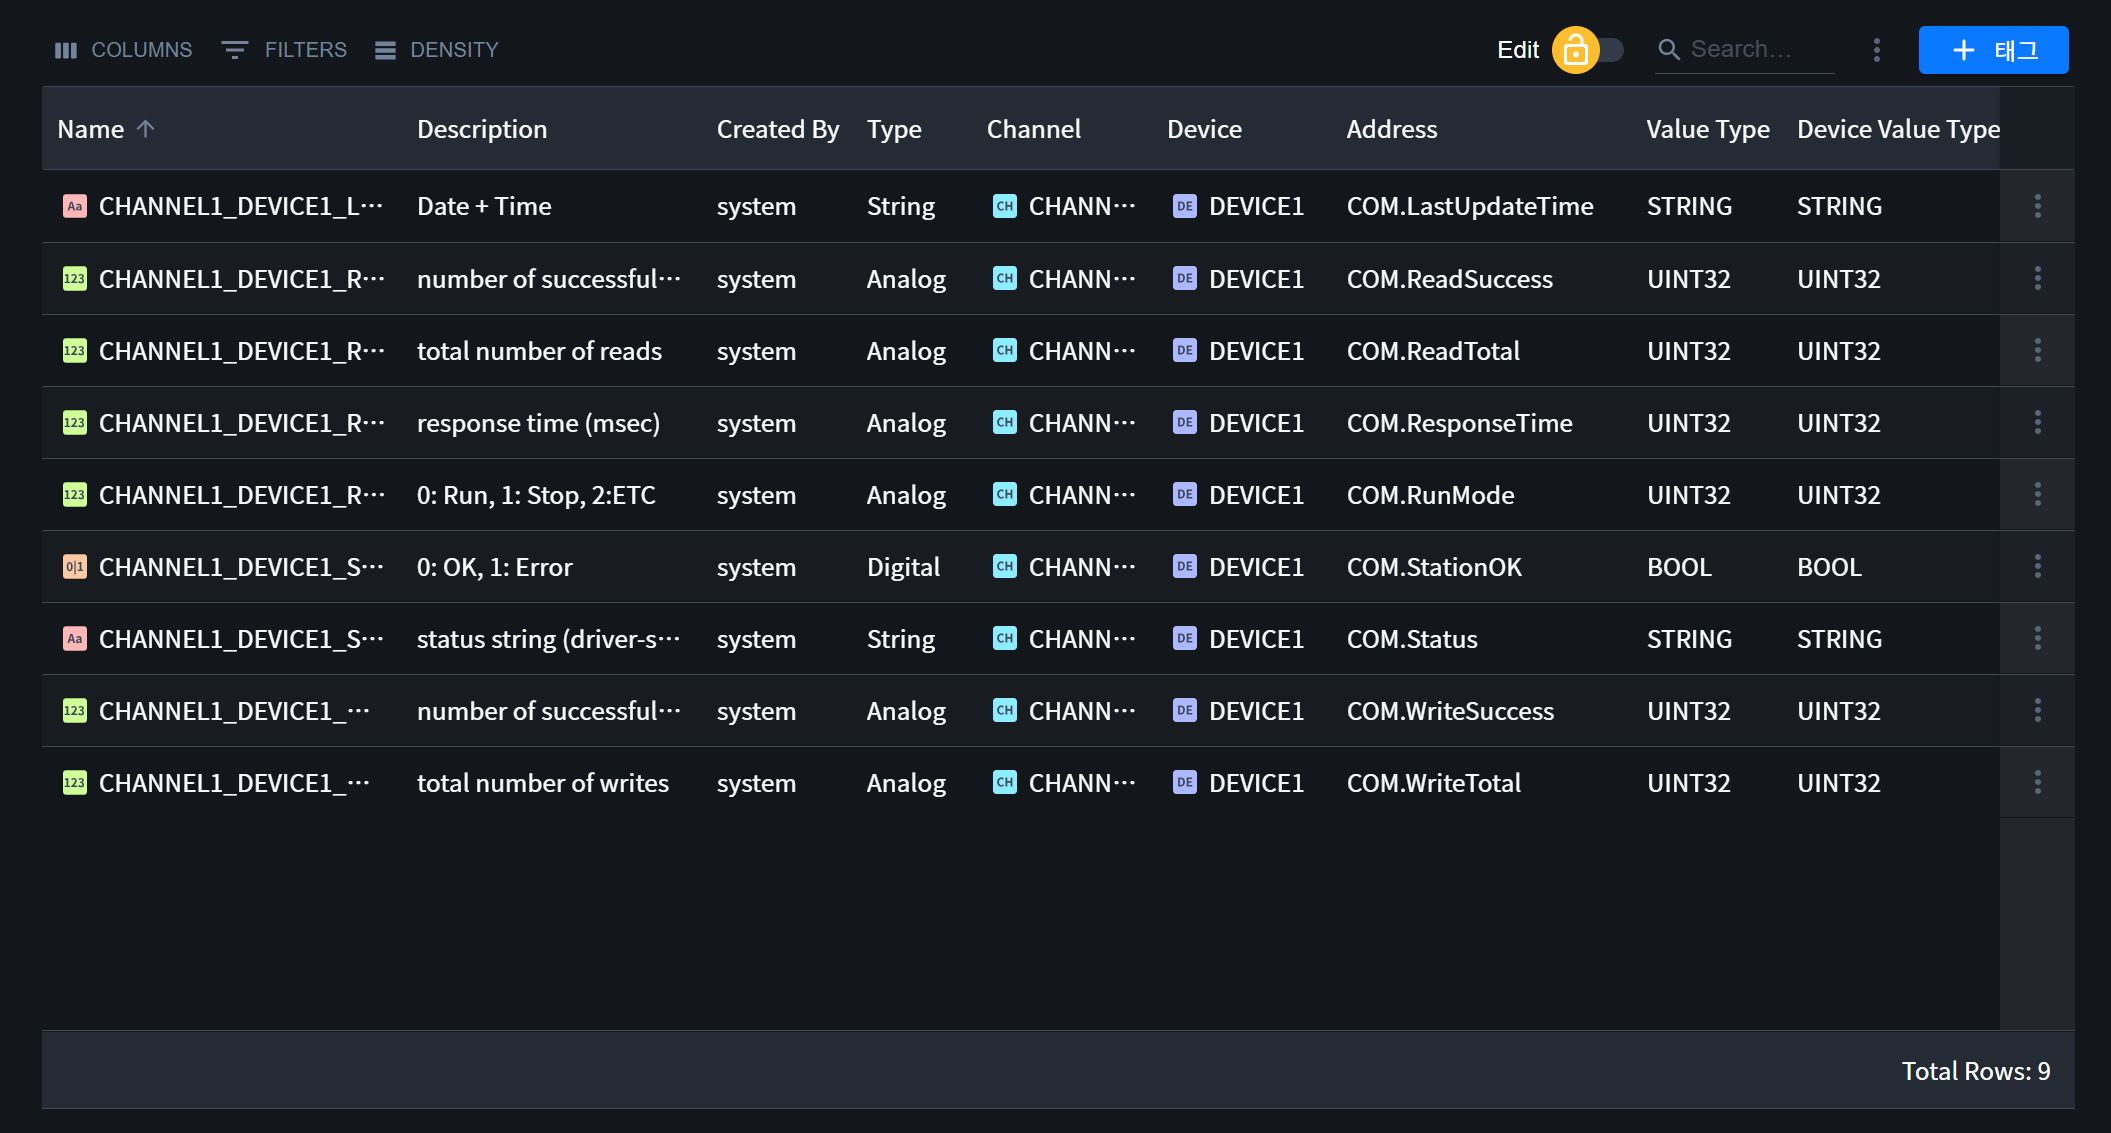 COLUMNS FILTERS DENSITY Edit Search… 태그
Name Description Created By Type Channel Device Address Value Type Device Value Type
Aa CHANNEL1_DEVICE1_L… Date + Time system String CH CHANN… DE DEVICE1 COM.LastUpdateTime STRING STRING
123 CHANNEL1_DEVICE1_R… number of successful… system Analog CH CHANN… DE DEVICE1 COM.ReadSuccess UINT32 UINT32
123 CHANNEL1_DEVICE1_R… total number of reads system Analog CH CHANN… DE DEVICE1 COM.ReadTotal UINT32 UINT32
123 CHANNEL1_DEVICE1_R… response time (msec) system Analog CH CHANN… DE DEVICE1 COM.ResponseTime UINT32 UINT32
123 CHANNEL1_DEVICE1_R… 0: Run, 1: Stop, 2:ETC system Analog CH CHANN… DE DEVICE1 COM.RunMode UINT32 UINT32
0|1 CHANNEL1_DEVICE1_S… 0: OK, 1: Error system Digital CH CHANN… DE DEVICE1 COM.StationOK BOOL BOOL
Aa CHANNEL1_DEVICE1_S… status string (driver-s… system String CH CHANN… DE DEVICE1 COM.Status STRING STRING
123 CHANNEL1_DEVICE1_… number of successful… system Analog CH CHANN… DE DEVICE1 COM.WriteSuccess UINT32 UINT32
123 CHANNEL1_DEVICE1_… total number of writes system Analog CH CHANN… DE DEVICE1 COM.WriteTotal UINT32 UINT32
Total Rows: 9